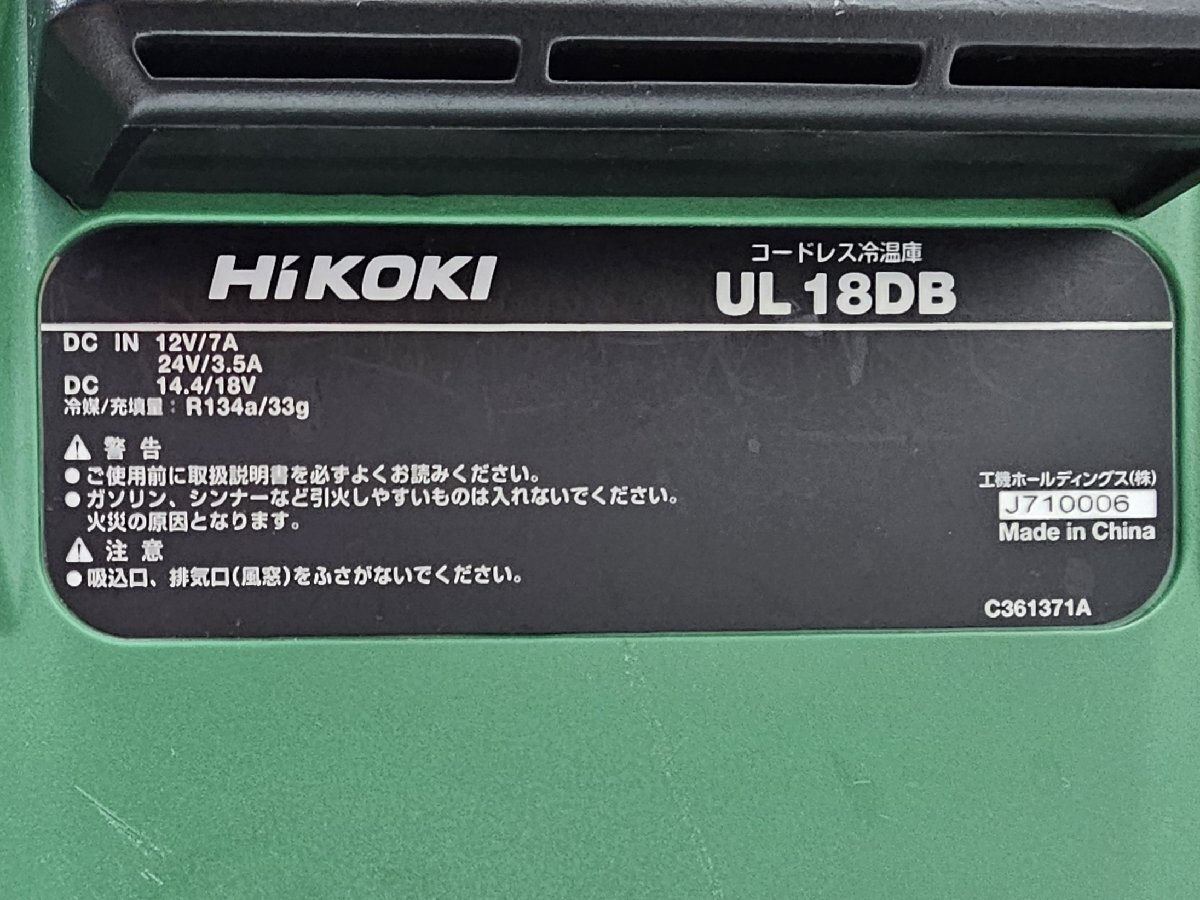 HiKOKI
コードレス冷温庫
UL18DB
DC IN 12V/7A
24V/3.5A
DC 14.4/18V
冷媒/充填量：R134a/33g
⚠ 警告
●ご使用前に取扱説明書を必ずよくお読みください。
●ガソリン、シンナーなど引火しやすいものは入れないでください。
火災の原因となります。
⚠ 注意
●吸込口、排気口(風窓)をふさがないでください。
工機ホールディングス(株)
J710006
Made in China
C361371A